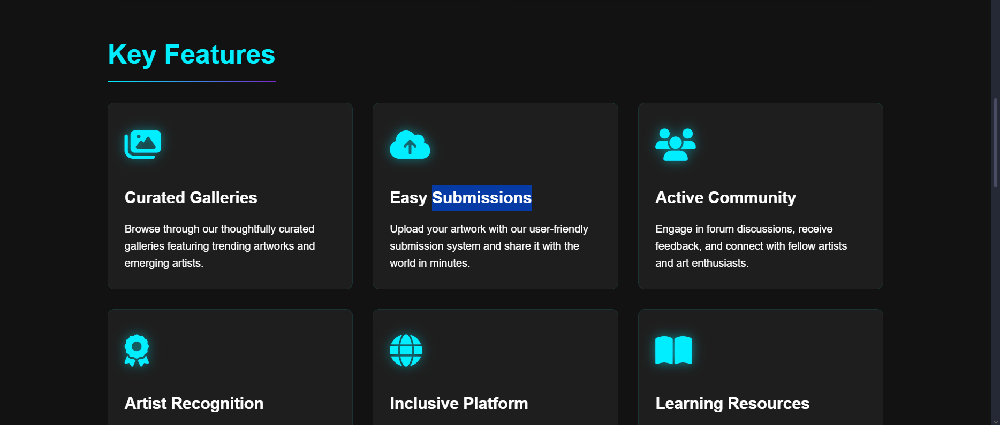 Key Features
Curated Galleries
Browse through our thoughtfully curated
galleries featuring trending artworks and
emerging artists.
Easy Submissions
Upload your artwork with our user-friendly
submission system and share it with the
world in minutes.
Active Community
Engage in forum discussions, receive
feedback, and connect with fellow artists
and art enthusiasts.
Artist Recognition
Inclusive Platform
Learning Resources